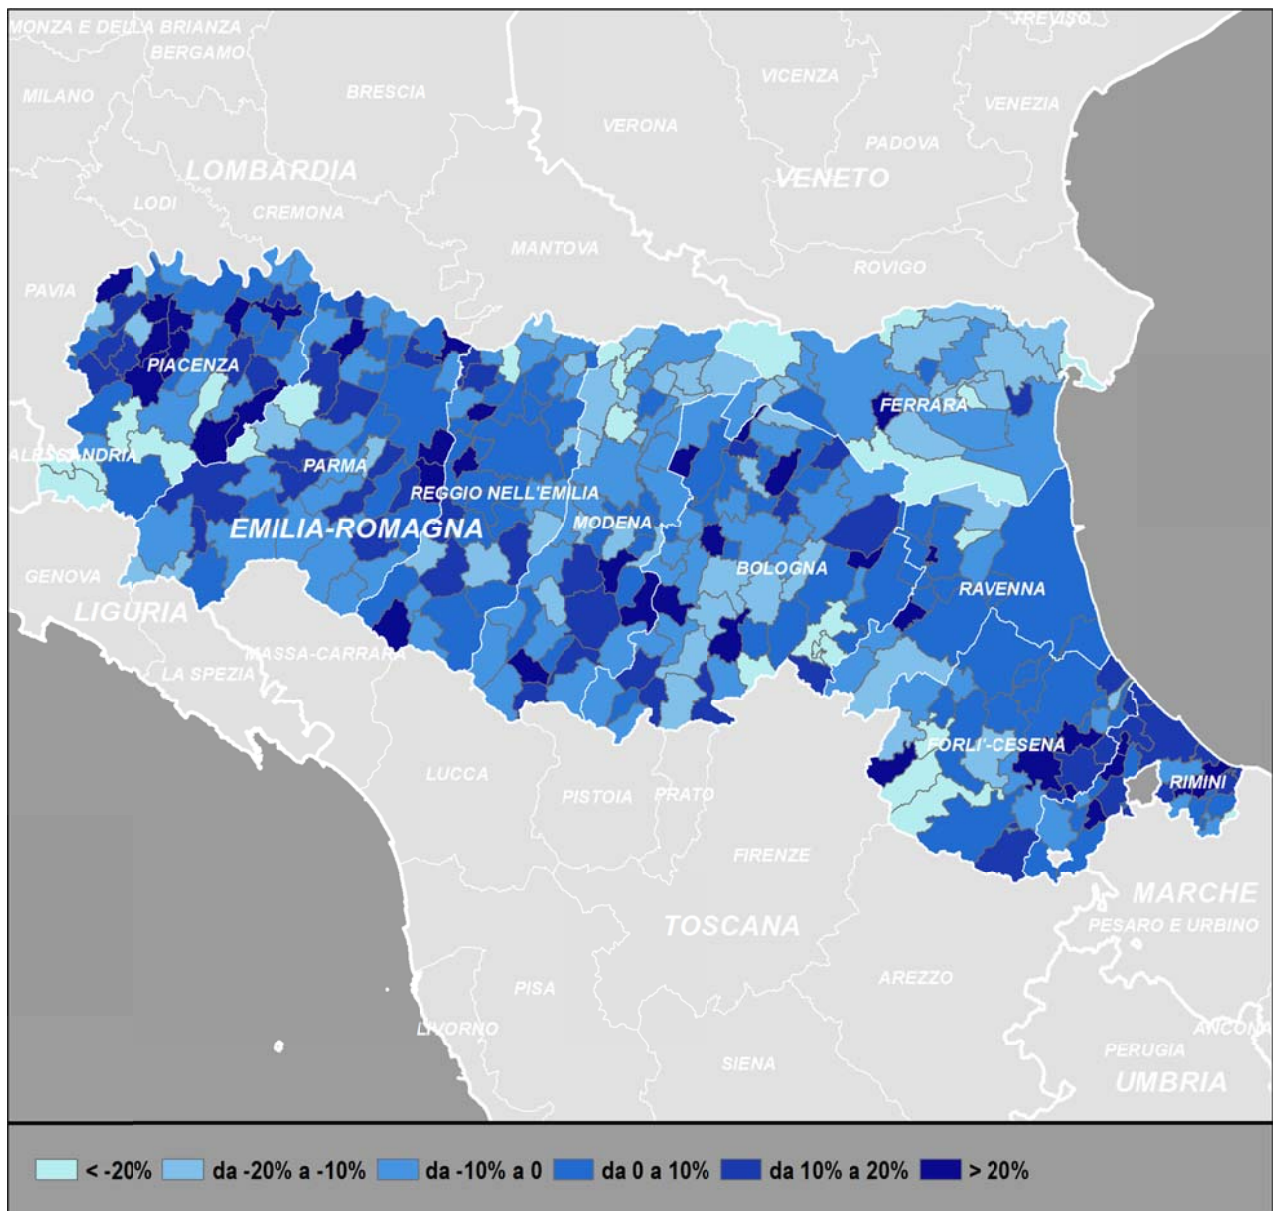 TREVISO
MONZA E DELLA BRIANZA
BERGAMO
VICENZA
BRESCIA
MILANO
VENEZIA
VERONA
PADOVA
LOMBARDIA
VENETO
LODI
CREMONA
MANTOVA
ROVIGO
PAVIA
PIACENZA
FERRARA
ALESSANDRIA
PARMA
REGGIO NELL'EMILIA
EMILIA-ROMAGNA
MODENA
BOLOGNA
GENOVA
RAVENNA
LIGURIA
MASSA-CARRARA
LA SPEZIA
FORLI'-CESENA
LUCCA
RIMINI
PISTOIA
PRATO
FIRENZE
MARCHE
TOSCANA
PESARO E URBINO
AREZZO
PISA
LIVORNO
ANCONA
PERUGIA
SIENA
UMBRIA
< -20% da -20% a -10% da -10% a 0 da 0 a 10% da 10% a 20% > 20%